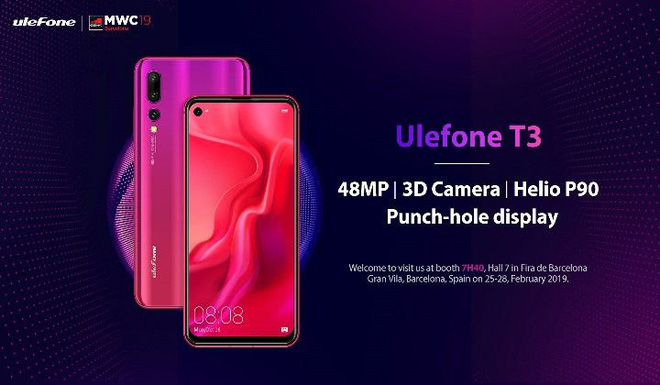 uleFone
MWC19
Barcelona
Ulefone T3
48MP | 3D Camera | Helio P90
Punch-hole display
Welcome to visit us at booth 7H40, Hall 7 in Fira de Barcelona
Gran Vila, Barcelona, Spain on 25-28, February 2019.
uleFone
08:08